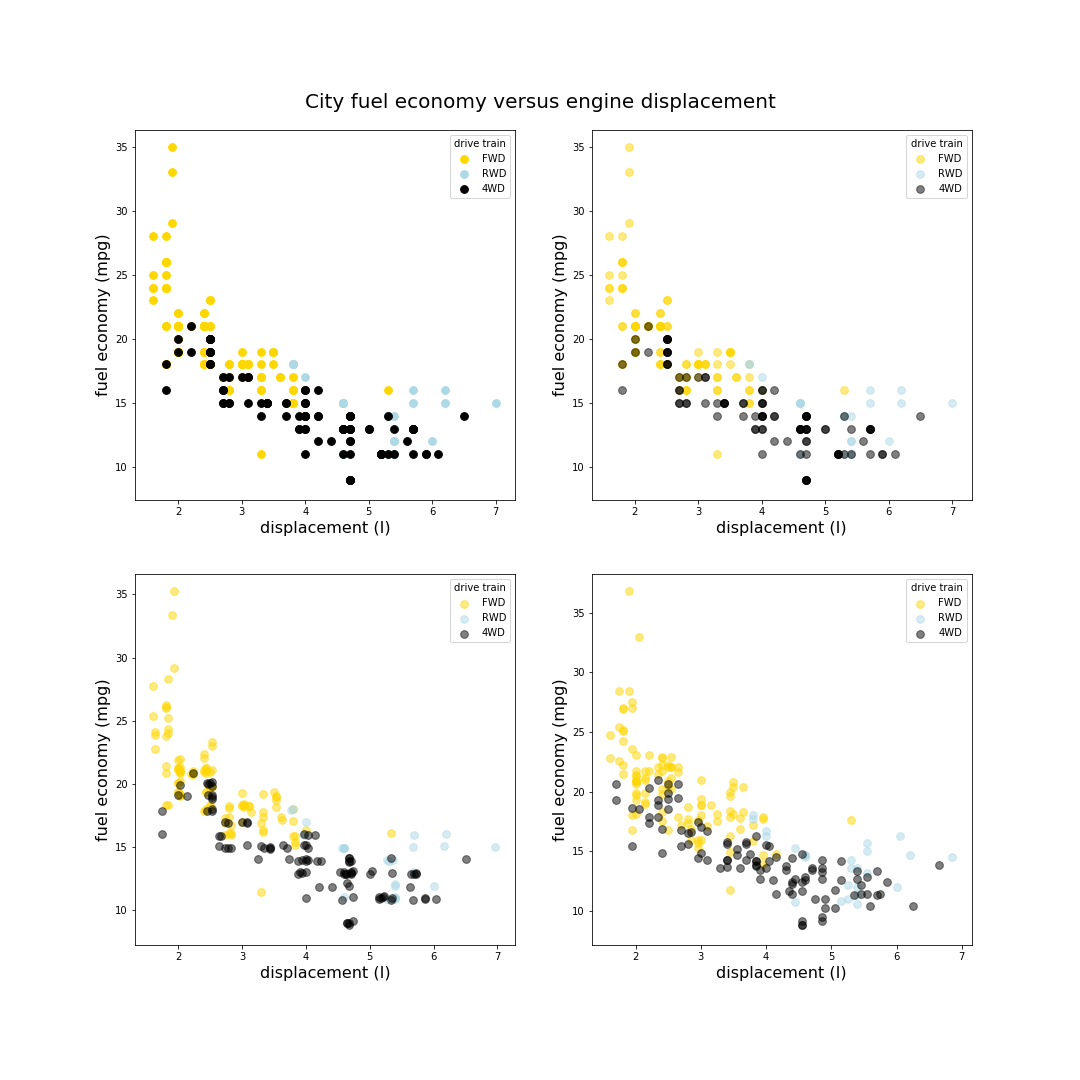 City fuel economy versus engine displacement
35
30
25
20
15
10
fuel economy (mpg)
2 3 4 5 6 7
displacement (l)
drive train
FWD
RWD
4WD
35
30
25
20
15
10
fuel economy (mpg)
2 3 4 5 6 7
displacement (l)
drive train
FWD
RWD
4WD
35
30
25
20
15
10
fuel economy (mpg)
2 3 4 5 6 7
displacement (l)
drive train
FWD
RWD
4WD
35
30
25
20
15
10
fuel economy (mpg)
2 3 4 5 6 7
displacement (l)
drive train
FWD
RWD
4WD